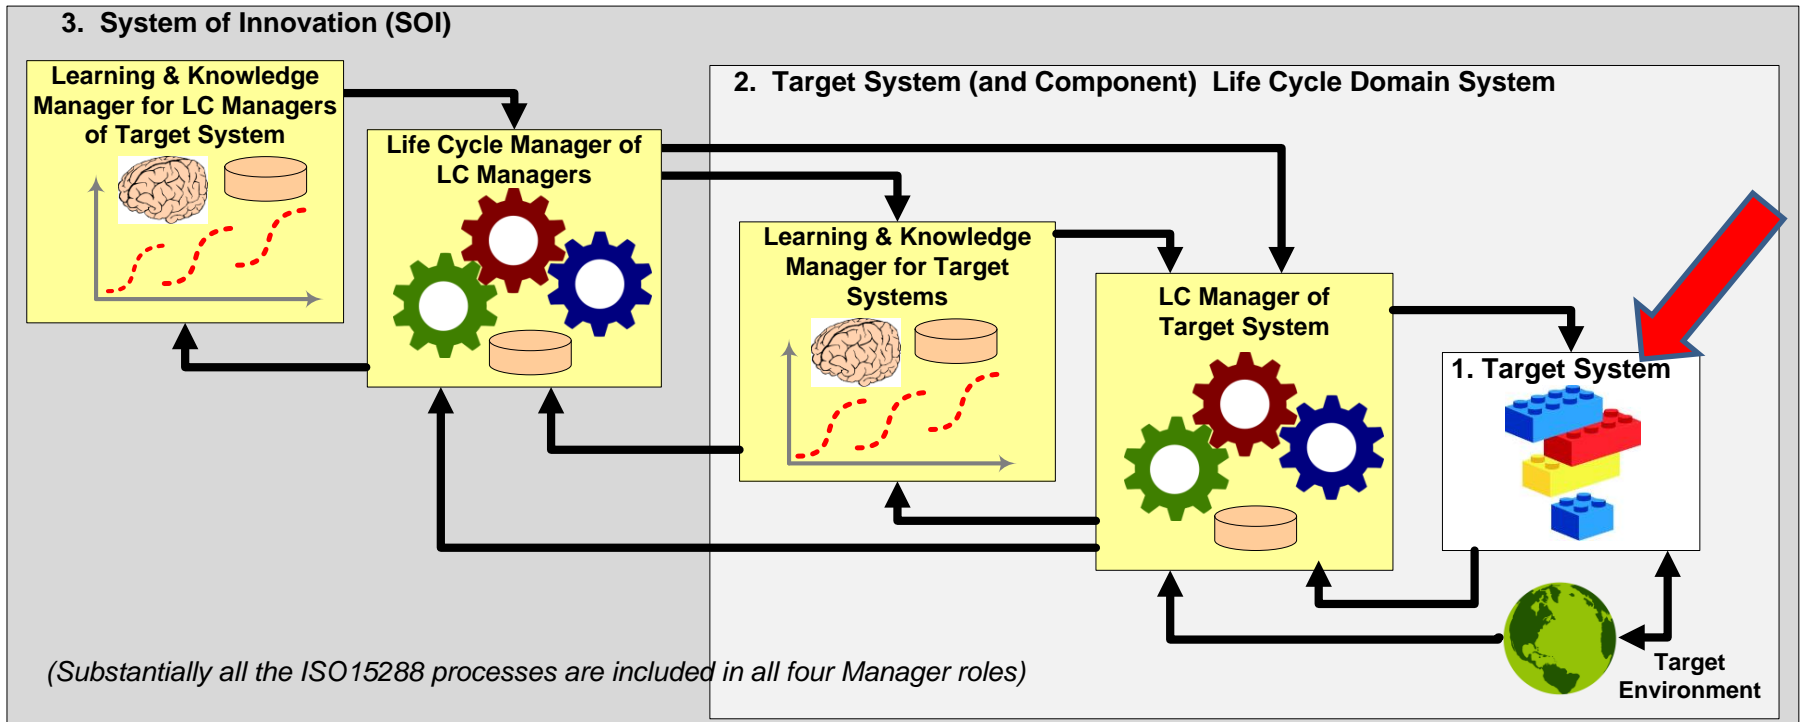 3. System of Innovation (SOI)
Learning & Knowledge
Manager for LC Managers
of Target System
2. Target System (and Component) Life Cycle Domain System
Life Cycle Manager of
LC Managers
Learning & Knowledge
Manager for Target
Systems
LC Manager of
Target System
1. Target System
(Substantially all the ISO15288 processes are included in all four Manager roles)
Target
Environment